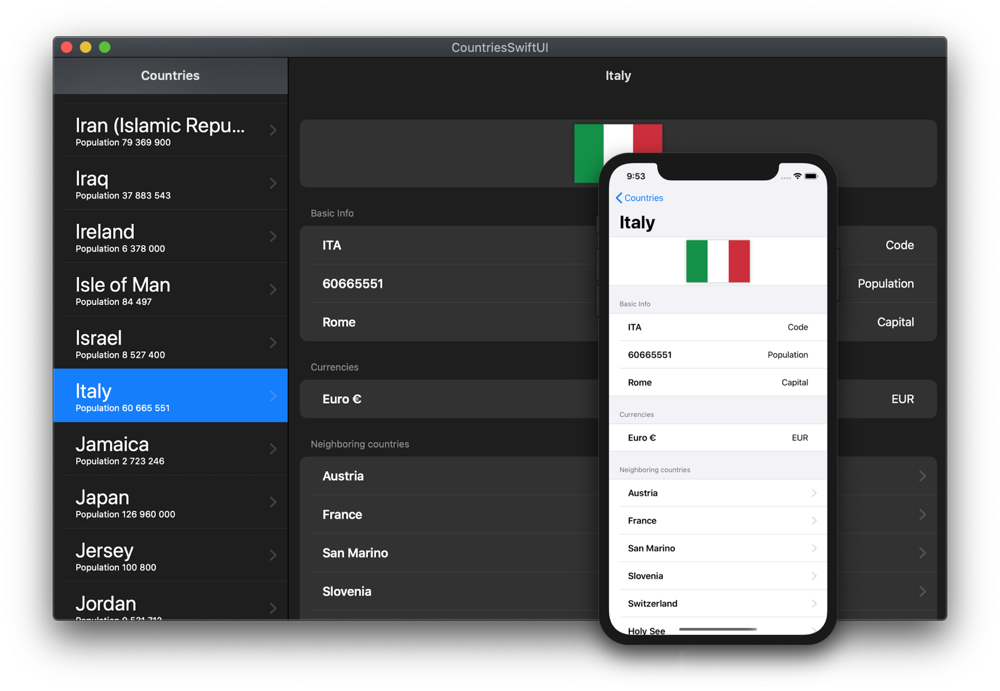 CountriesSwiftUI
Countries
Iran (Islamic Repu...
Population 79 369 900
Iraq
Population 37 883 543
Ireland
Population 6 378 000
Isle of Man
Population 84 497
Israel
Population 8 527 400
Italy
Population 60 665 551
Jamaica
Population 2 723 246
Japan
Population 126 960 000
Jersey
Population 100 800
Jordan
Italy
Basic Info
ITA Code
60665551 Population
Rome Capital
Currencies
Euro € EUR
Neighboring countries
Austria
France
San Marino
Slovenia
9:53
Countries
Italy
Basic Info
ITA Code
60665551 Population
Rome Capital
Currencies
Euro € EUR
Neighboring countries
Austria
France
San Marino
Slovenia
Switzerland
Holy See